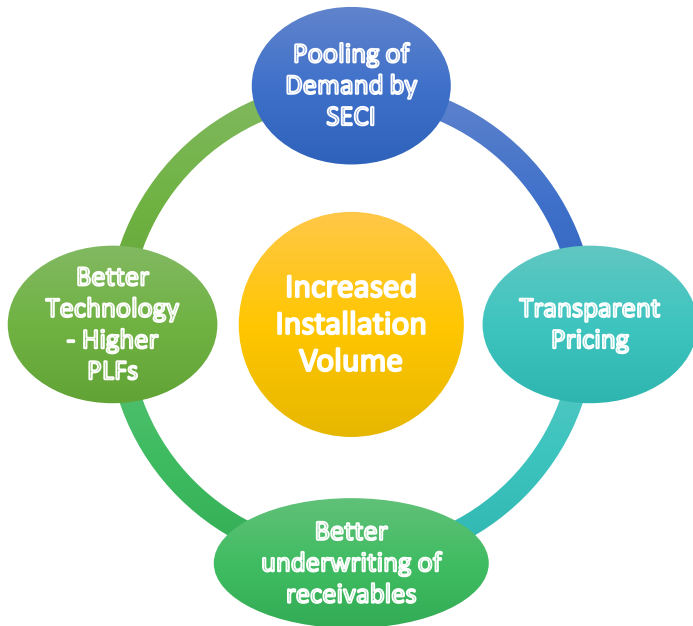 Pooling of
Demand by
SECI
Better
Technology
- Higher
PLFs
Increased
Installation
Volume
Transparent
Pricing
Better
underwriting of
receivables